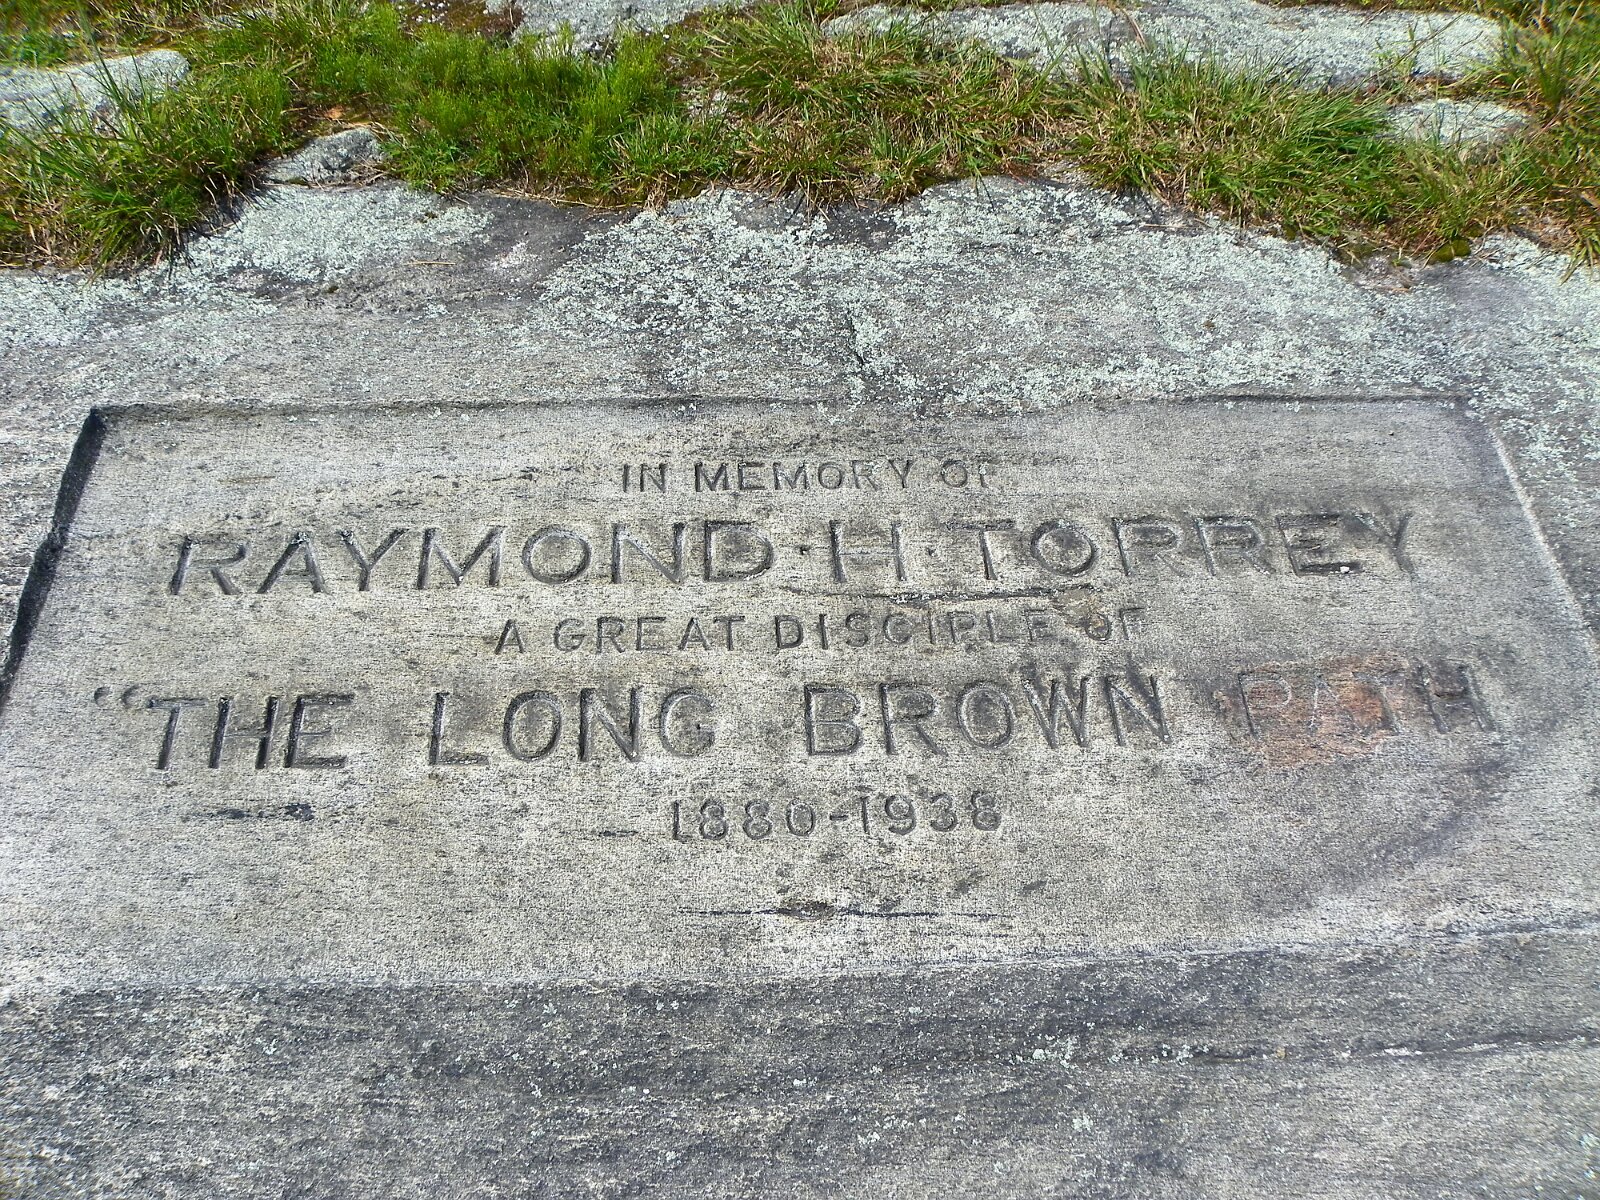 IN MEMORY OF
RAYMOND·H·TORREY
A GREAT DISCIPLE OF
“THE LONG BROWN PATH
1880-1938